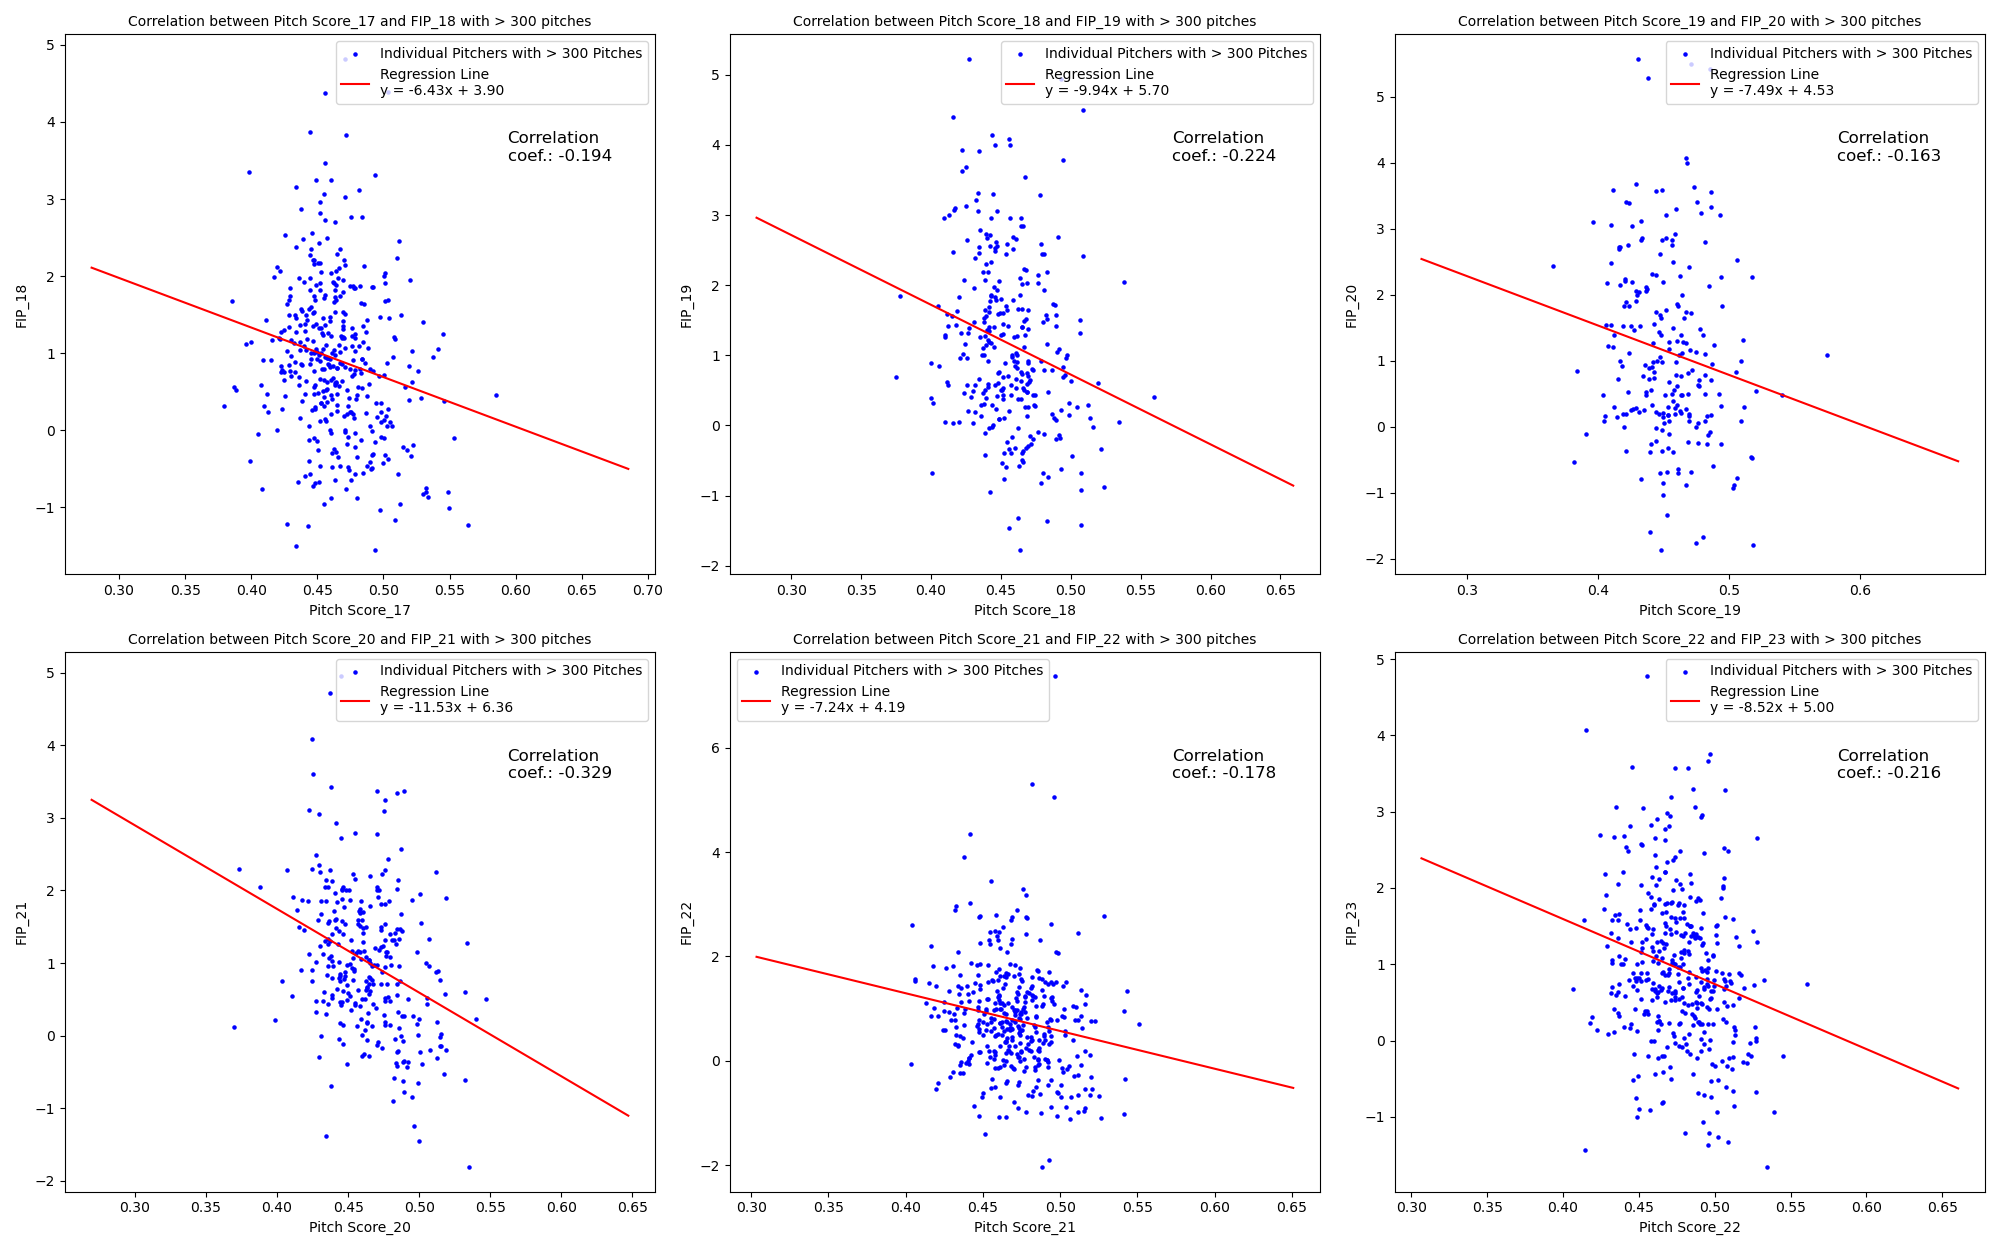 Correlation between Pitch Score_17 and FIP_18 with > 300 pitches
Individual Pitchers with > 300 Pitches
Regression Line
y = -6.43x + 3.90
Correlation
coef.: -0.194
5
4
3
2
1
0
−1
FIP_18
0.30 0.35 0.40 0.45 0.50 0.55 0.60 0.65 0.70
Pitch Score_17
Correlation between Pitch Score_18 and FIP_19 with > 300 pitches
Individual Pitchers with > 300 Pitches
Regression Line
y = -9.94x + 5.70
Correlation
coef.: -0.224
5
4
3
2
1
0
−1
−2
FIP_19
0.30 0.35 0.40 0.45 0.50 0.55 0.60 0.65
Pitch Score_18
Correlation between Pitch Score_19 and FIP_20 with > 300 pitches
Individual Pitchers with > 300 Pitches
Regression Line
y = -7.49x + 4.53
Correlation
coef.: -0.163
5
4
3
2
1
0
−1
−2
FIP_20
0.3 0.4 0.5 0.6
Pitch Score_19
Correlation between Pitch Score_20 and FIP_21 with > 300 pitches
Individual Pitchers with > 300 Pitches
Regression Line
y = -11.53x + 6.36
Correlation
coef.: -0.329
5
4
3
2
1
0
−1
−2
FIP_21
0.30 0.35 0.40 0.45 0.50 0.55 0.60 0.65
Pitch Score_20
Correlation between Pitch Score_21 and FIP_22 with > 300 pitches
Individual Pitchers with > 300 Pitches
Regression Line
y = -7.24x + 4.19
Correlation
coef.: -0.178
6
4
2
0
−2
FIP_22
0.30 0.35 0.40 0.45 0.50 0.55 0.60 0.65
Pitch Score_21
Correlation between Pitch Score_22 and FIP_23 with > 300 pitches
Individual Pitchers with > 300 Pitches
Regression Line
y = -8.52x + 5.00
Correlation
coef.: -0.216
5
4
3
2
1
0
−1
FIP_23
0.30 0.35 0.40 0.45 0.50 0.55 0.60 0.65
Pitch Score_22